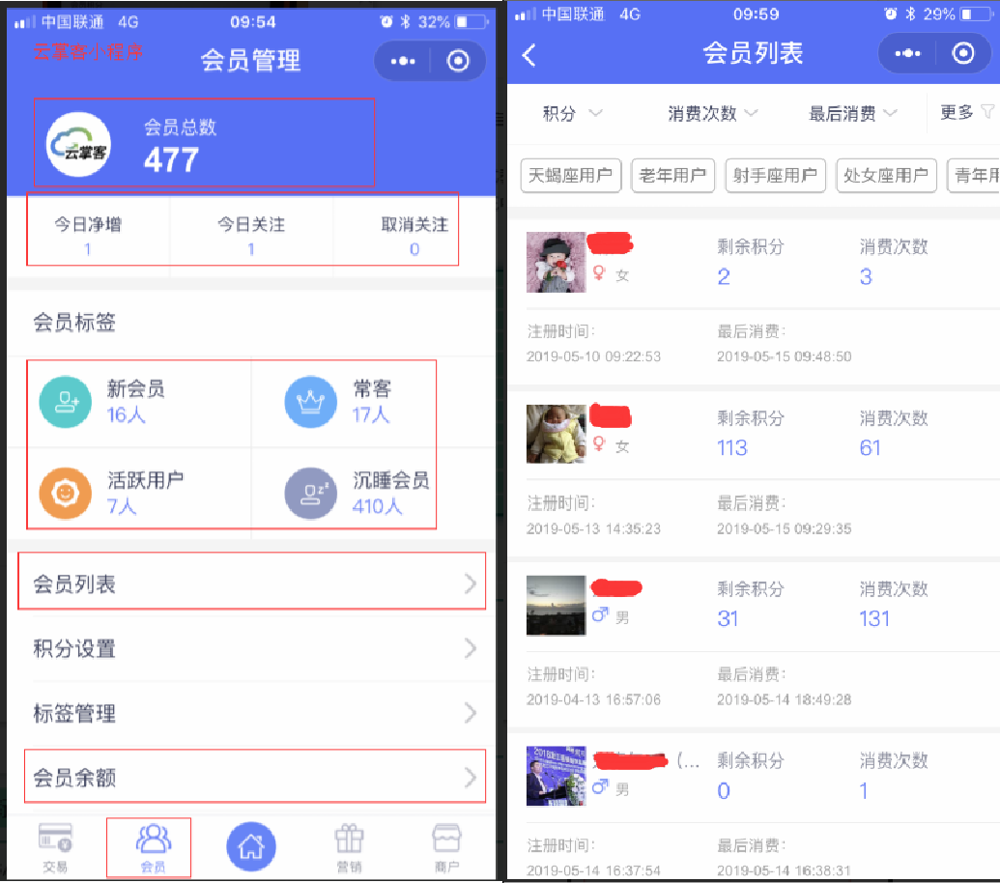 中国联通 4G 09:54 32%
云掌客小程序
会员管理
云掌客
会员总数
477
今日净增 今日关注 取消关注
1 1 0
会员标签
新会员 常客
16人 17人
活跃用户 沉睡会员
7人 410人
会员列表
积分设置
标签管理
会员余额
交易 会员 营销 商户
中国联通 4G 09:59 29%
会员列表
积分 消费次数 最后消费 更多
天蝎座用户 老年用户 射手座用户 处女座用户 青年用
剩余积分 消费次数
女 2 3
注册时间: 最后消费:
2019-05-10 09:22:53 2019-05-15 09:48:50
剩余积分 消费次数
女 113 61
注册时间: 最后消费:
2019-05-13 14:35:23 2019-05-15 09:29:35
剩余积分 消费次数
男 31 131
注册时间: 最后消费:
2019-04-13 16:57:06 2019-05-14 18:49:28
(... 剩余积分 消费次数
男 0 1
注册时间: 最后消费:
2019-05-14 16:37:54 2019-05-14 16:38:31